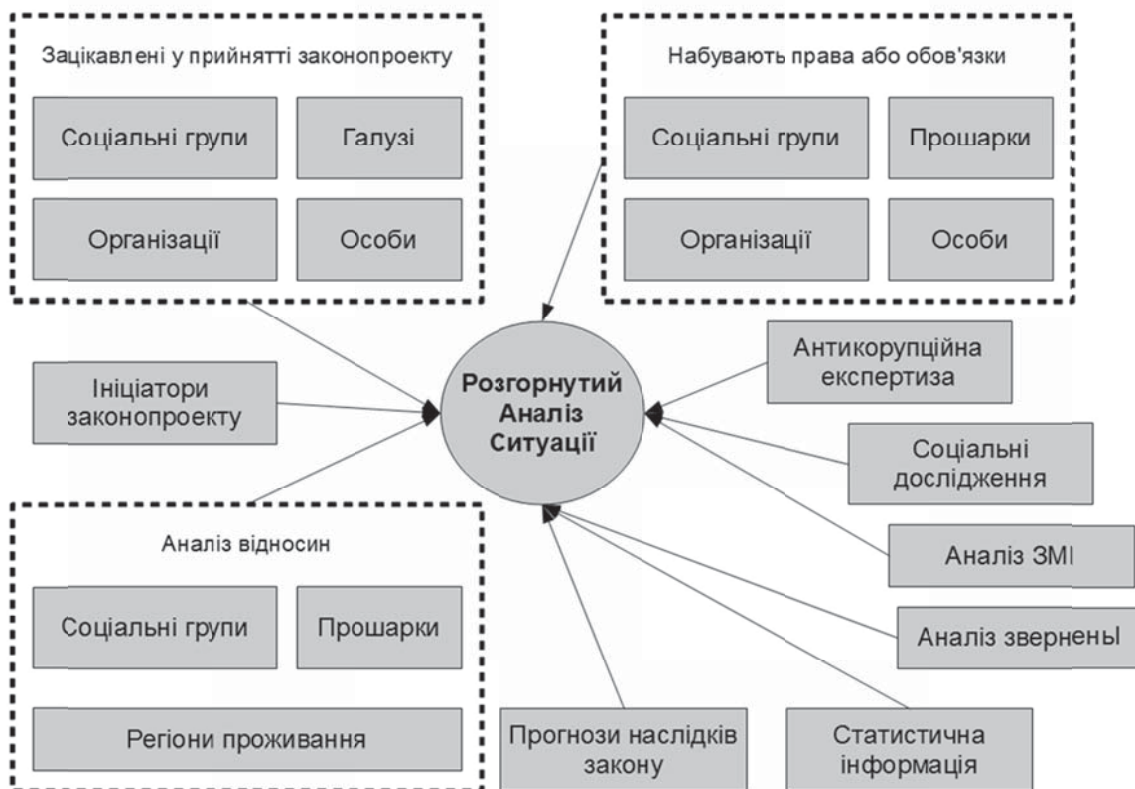 Зацікавлені у прийнятті законопроекту
Соціальні групи
Галузі
Організації
Особи
Набувають права або обов'язки
Соціальні групи
Прошарки
Організації
Особи
Ініціатори
законопроекту
Розгорнутий
Аналіз
Ситуації
Антикорупційна
експертиза
Соціальні
дослідження
Аналіз ЗМІ
Аналіз звернень
Аналіз відносин
Соціальні групи
Прошарки
Регіони проживання
Прогнози наслідків
закону
Статистична
інформація